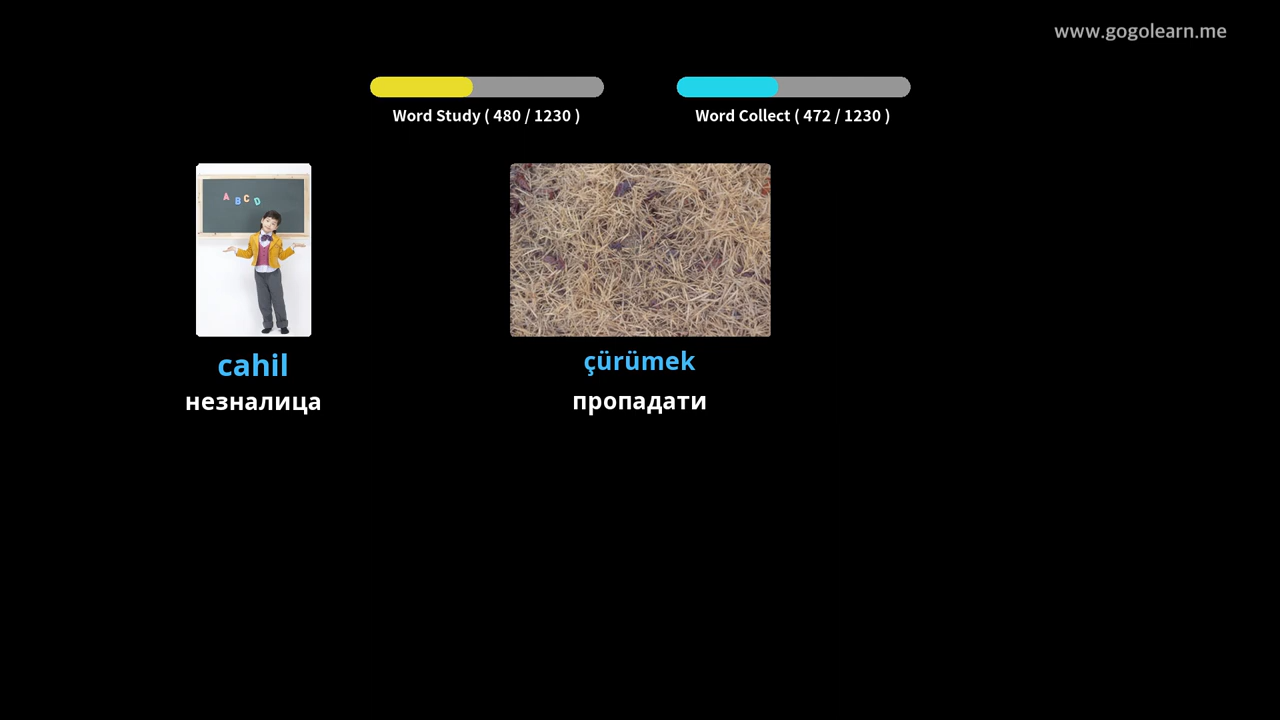 www.gogolearn.me
Word Study ( 480 / 1230 )
Word Collect ( 472 / 1230 )
A B C D
cahil
незналица
çürümek
пропадати